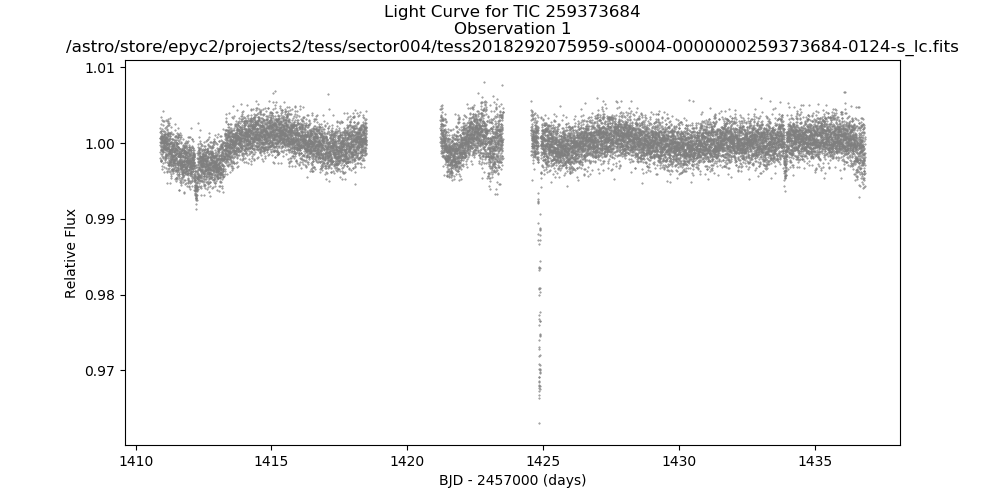 Light Curve for TIC 259373684
Observation 1
/astro/store/epyc2/projects2/tess/sector004/tess2018292075959-s0004-0000000259373684-0124-s_lc.fits
1.01
1.00
0.99
0.98
0.97
Relative Flux
1410 1415 1420 1425 1430 1435
BJD - 2457000 (days)